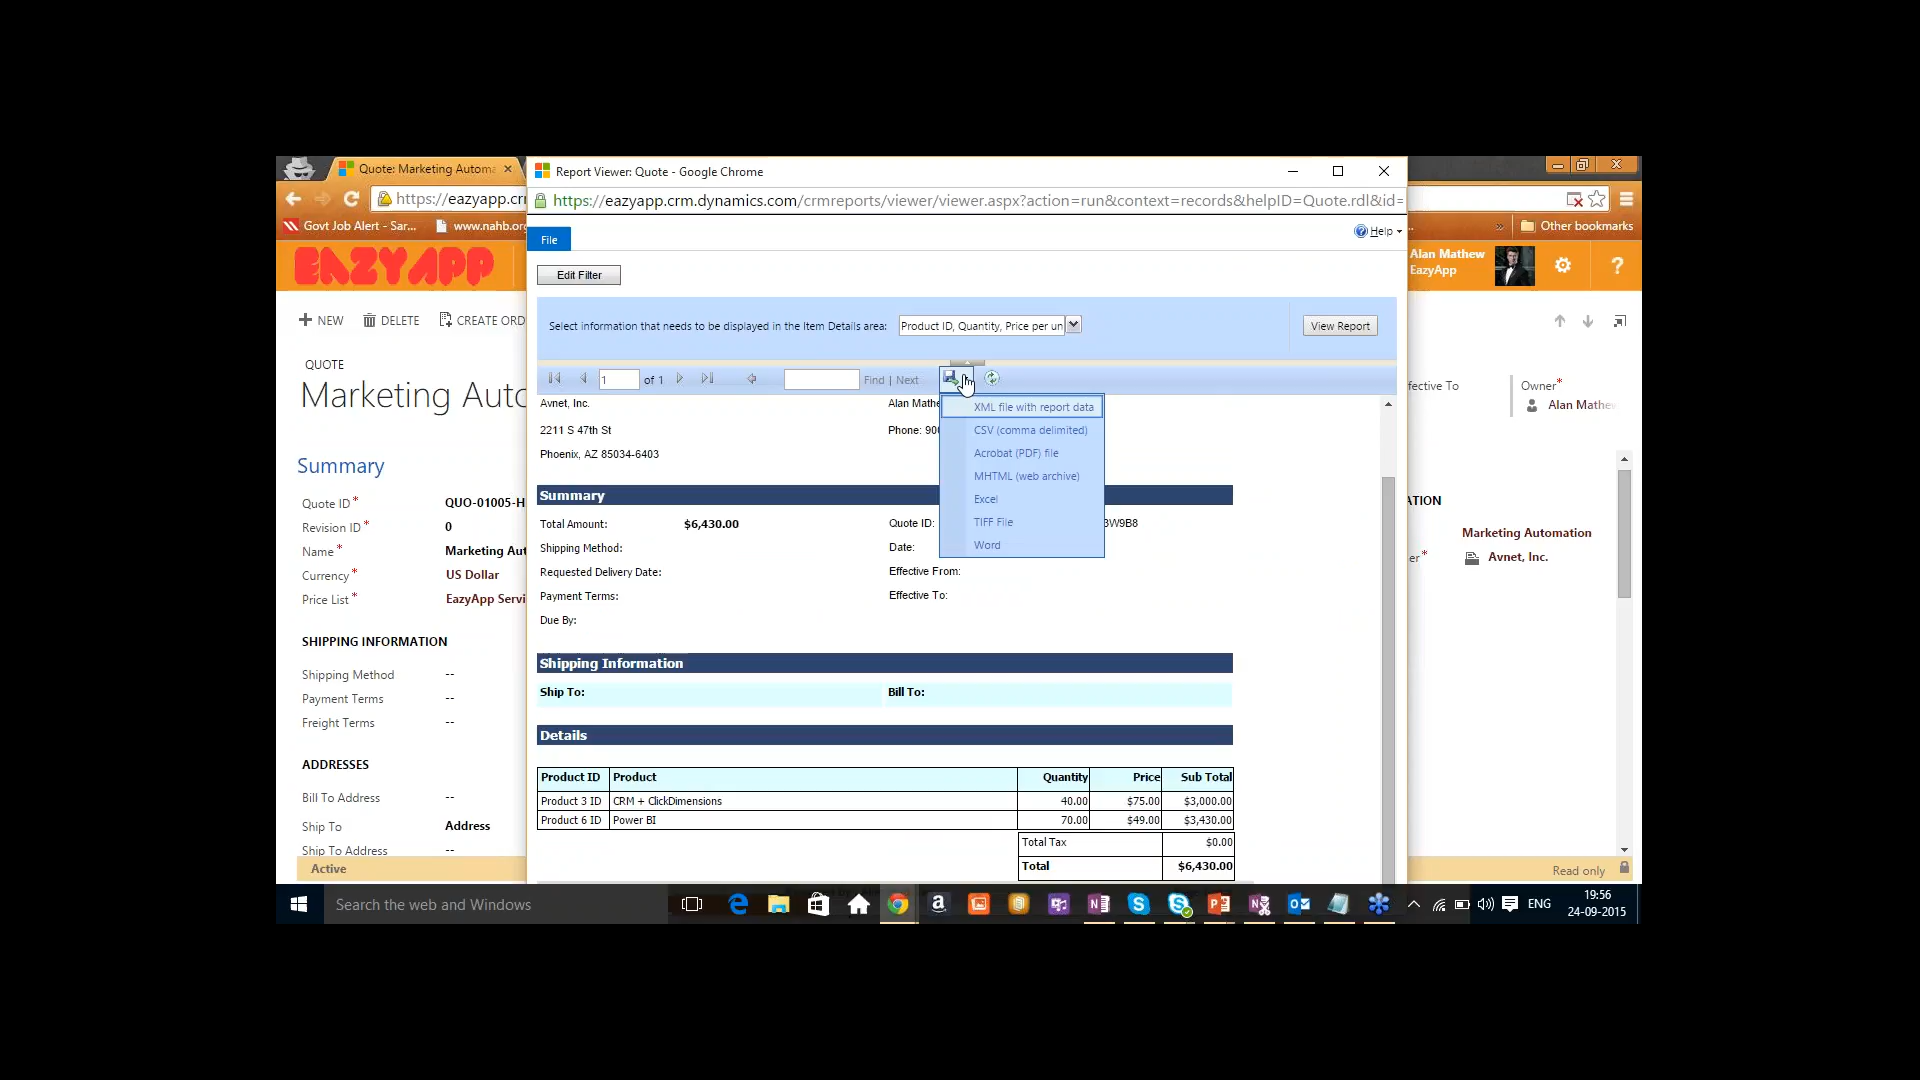 Quote: Marketing Automa
Report Viewer: Quote - Google Chrome
https://eazyapp.cr
https://eazyapp.crm.dynamics.com/crmreports/viewer/viewer.aspx?action=run&context=records&helpID=Quote.rdl&id=
Govt Job Alert - Sar...
www.nahb.or
Other bookmarks
File
Help
EAZYAPP
Alan Mathew
EazyApp
Edit Filter
NEW
DELETE
CREATE ORD
Select information that needs to be displayed in the Item Details area:
Product ID, Quantity, Price per un
View Report
QUOTE
Marketing Auto
1
of 1
Find | Next
ffective To
Owner*
Alan Mathe
XML file with report data
CSV (comma delimited)
Acrobat (PDF) file
MHTML (web archive)
Excel
TIFF File
Word
Avnet, Inc.
Alan Mathe
2211 S 47th St
Phone: 90
Phoenix, AZ 85034-6403
Summary
Quote ID*
QUO-01005-H
Revision ID*
0
Name*
Marketing Aut
Currency*
US Dollar
Price List*
EazyApp Servi
SHIPPING INFORMATION
Shipping Method
--
Payment Terms
--
Freight Terms
--
ADDRESSES
Bill To Address
--
Ship To
Address
Ship To Address
--
Active
Summary
Total Amount:
$6,430.00
Quote ID:
3W9B8
Shipping Method:
Date:
Requested Delivery Date:
Effective From:
Payment Terms:
Effective To:
Due By:
Shipping Information
Ship To:
Bill To:
Details
Product ID Product Quantity Price Sub Total
Product 3 ID CRM + ClickDimensions 40.00 $75.00 $3,000.00
Product 6 ID Power BI 70.00 $49.00 $3,430.00
Total Tax $0.00
Total $6,430.00
ATION
Marketing Automation
er*
Avnet, Inc.
Read only
Search the web and Windows
ENG
19:56
24-09-2015